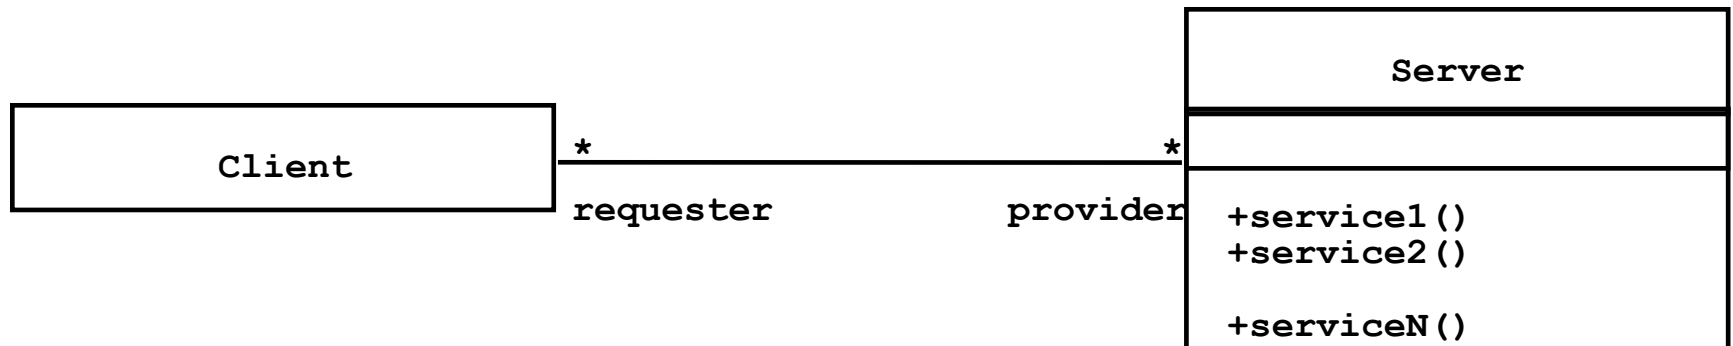 Server
Client
*
*
requester
provider
+service1()
+service2()
+serviceN()